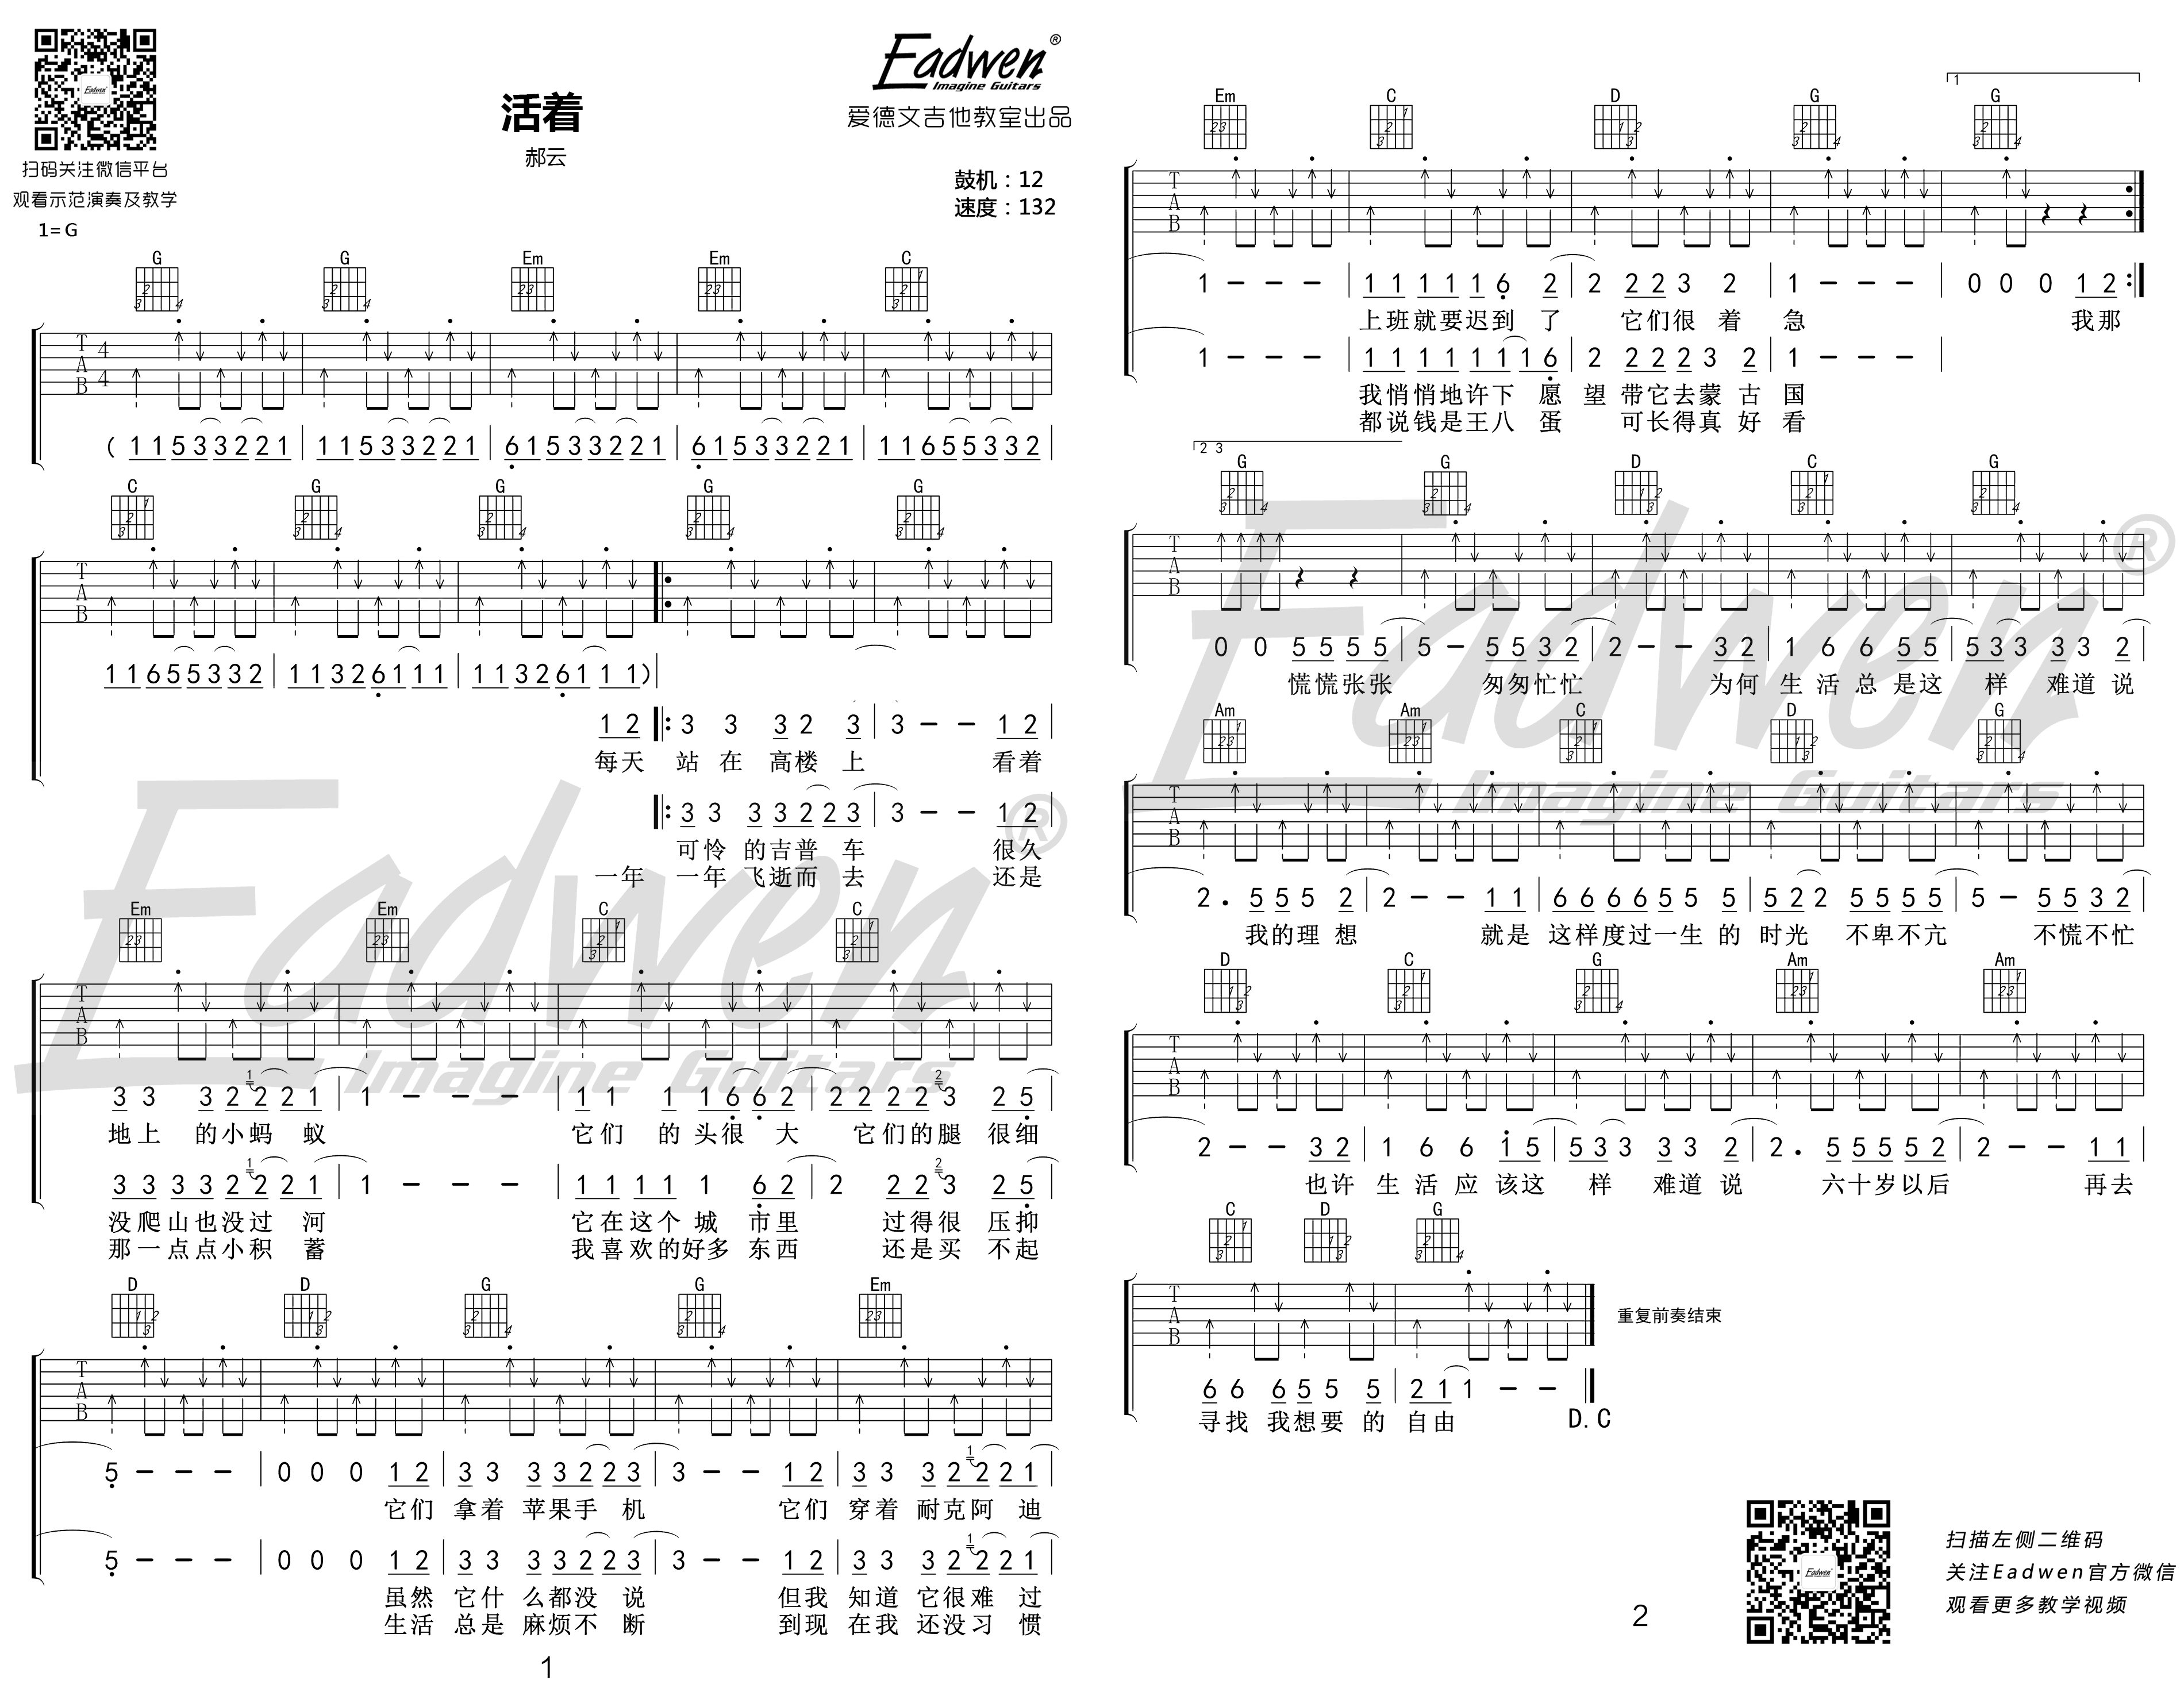 Eadwen®
Imagine Guitars
爱德文吉他教室出品
扫码关注微信平台
观看示范演奏及教学
活着
郝云
鼓机：12
速度：132
1=G
G G Em Em C
T A B 4 4
( 1 1 5 3 3 2 2 1 | 1 1 5 3 3 2 2 1 | 6 1 5 3 3 2 2 1 | 6 1 5 3 3 2 2 1 | 1 1 6 5 5 3 3 2 |
C G G G G
T A B
1 1 6 5 5 3 3 2 | 1 1 3 2 6 1 1 1 | 1 1 3 2 6 1 1 1 ) |
1 2 |: 3 3 3 2 3 | 3 - - 1 2 |
每天 站 在 高楼 上 看着
|: 3 3 3 3 2 2 3 | 3 - - 1 2 |
可怜 的吉普 车 很久
一年 一年 飞逝而 去 还是
Em Em C C
T A B
3 3 3 2 1 2 2 1 | 1 - - - | 1 1 1 1 6 6 2 | 2 2 2 2 2 3 2 5
地上 的小蚂 蚁 它们 的头很 大 它们的腿 很细
3 3 3 3 2 1 2 2 1 | 1 - - - | 1 1 1 1 1 6 2 | 2 2 2 2 3 2 5
没爬山也没过 河 它在这个城 市里 过得很 压抑
那一点点小积 蓄 我喜欢的好多 东西 还是买 不起
D D G G Em
T A B
5 - - - | 0 0 0 1 2 | 3 3 3 3 2 2 3 | 3 - - 1 2 | 3 3 3 2 1 2 2 1 |
它们 拿着 苹果手 机 它们 穿着 耐克阿 迪
5 - - - | 0 0 0 1 2 | 3 3 3 3 2 2 3 | 3 - - 1 2 | 3 3 3 2 1 2 2 1 |
虽然 它什 么都没 说 但我 知道 它很难 过
生活 总是 麻烦不 断 到现 在我 还没习 惯
1
1
Em C D G G
T A B
1 - - - | 1 1 1 1 1 6 2 | 2 2 2 3 2 | 1 - - - | 0 0 0 1 2 :|
上班就要迟到 了 它们很 着 急 我那
1 - - - | 1 1 1 1 1 1 1 6 | 2 2 2 2 3 2 | 1 - - - |
我悄悄地许下 愿 望 带它去蒙 古 国
都说钱是王八 蛋 可长得真 好 看
2 3
G G D C G
T A B
0 0 5 5 5 5 | 5 - 5 5 3 2 | 2 - - 3 2 | 1 6 6 5 5 | 5 3 3 3 3 2 |
慌慌张张 匆匆忙忙 为何 生 活 总 是这 样 难道 说
Am Am C D G
T A B
2 . 5 5 5 2 | 2 - - 1 1 | 6 6 6 6 5 5 5 | 5 2 2 5 5 5 5 | 5 - 5 5 3 2 |
我的理 想 就是 这样度过一生 的 时光 不卑不亢 不慌不忙
D C G Am Am
T A B
2 - - 3 2 | 1 6 6 1 5 | 5 3 3 3 3 2 | 2 . 5 5 5 5 2 | 2 - - 1 1 |
也许 生 活 应 该这 样 难道 说 六十岁以后 再去
C D G
T A B
重复前奏结束
6 6 6 5 5 5 | 2 1 1 - - |
寻找 我想要 的 自由 D.C
2
扫描左侧二维码
关注Eadwen官方微信
观看更多教学视频